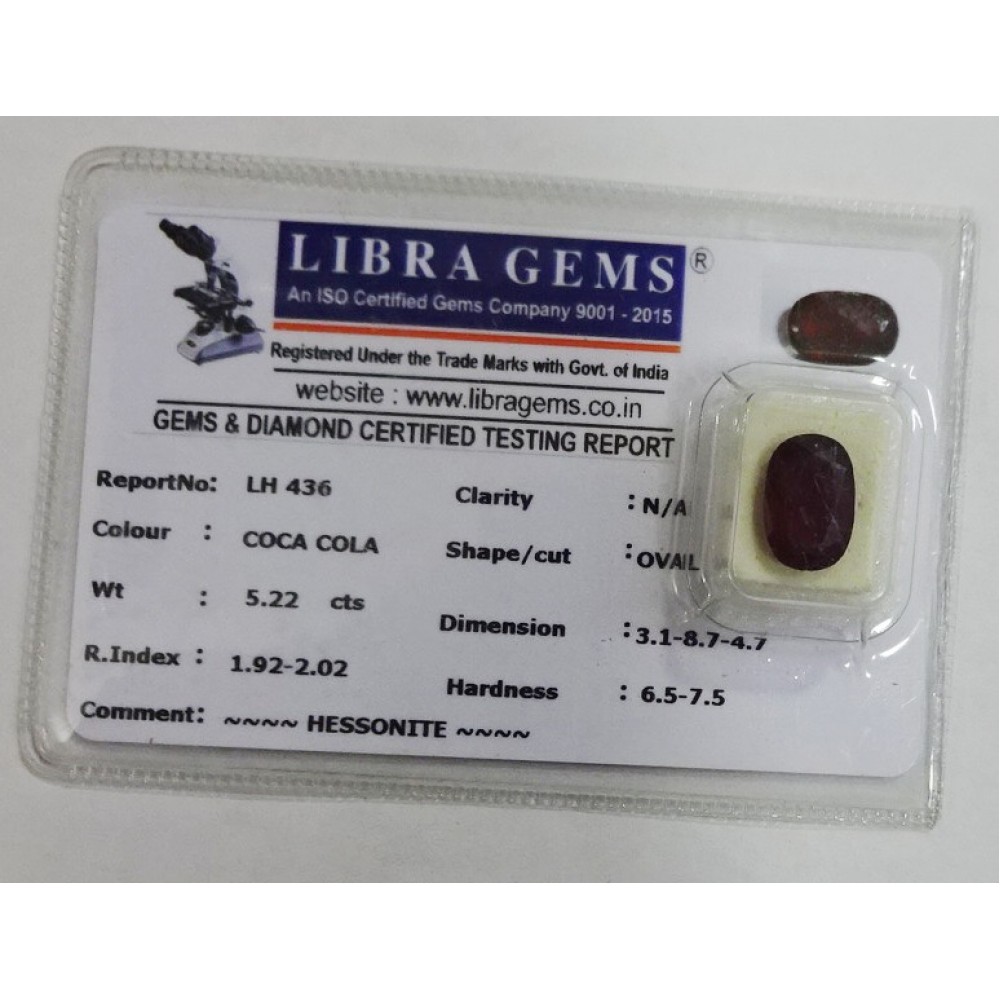 LIBRA GEMS ®
An ISO Certified Gems Company 9001 - 2015
Registered Under the Trade Marks with Govt. of India
website : www.libragems.co.in
GEMS & DIAMOND CERTIFIED TESTING REPORT
ReportNo: LH 436
Colour : COCA COLA
Wt : 5.22 cts
R.Index : 1.92-2.02
Comment: ~~~~ HESSONITE ~~~~
Clarity : N/A
Shape/cut : OVAIL
Dimension : 3.1-8.7-4.7
Hardness : 6.5-7.5